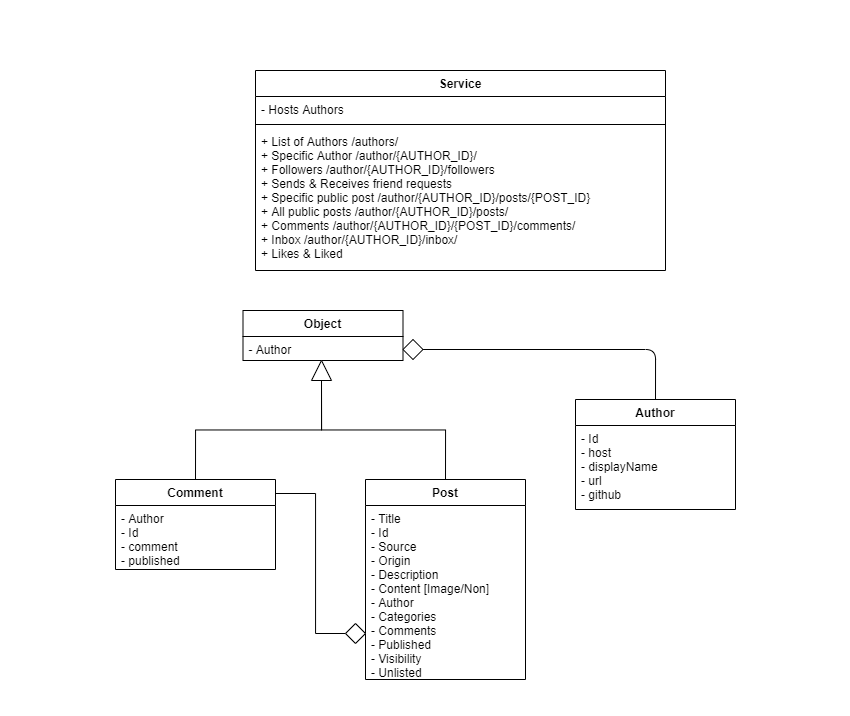 Service
- Hosts Authors
+ List of Authors /authors/
+ Specific Author /author/{AUTHOR_ID}/
+ Followers /author/{AUTHOR_ID}/followers
+ Sends & Receives friend requests
+ Specific public post /author/{AUTHOR_ID}/posts/{POST_ID}
+ All public posts /author/{AUTHOR_ID}/posts/
+ Comments /author/{AUTHOR_ID}/{POST_ID}/comments/
+ Inbox /author/{AUTHOR_ID}/inbox/
+ Likes & Liked
Object
- Author
Author
- Id
- host
- displayName
- url
- github
Comment
- Author
- Id
- comment
- published
Post
- Title
- Id
- Source
- Origin
- Description
- Content [Image/Non]
- Author
- Categories
- Comments
- Published
- Visibility
- Unlisted